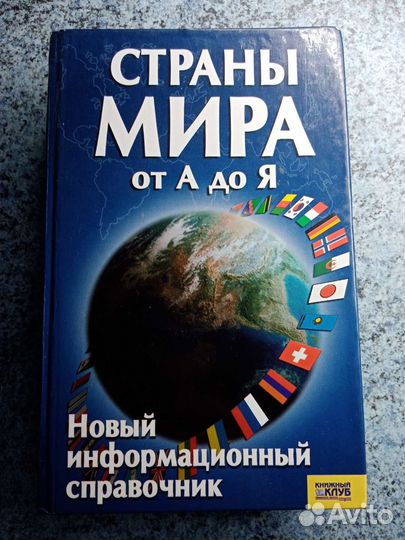 СТРАНЫ
МИРА
от А до Я
Новый
информационный
справочник
КНИЖНЫЙ
КЛУБ
Avito